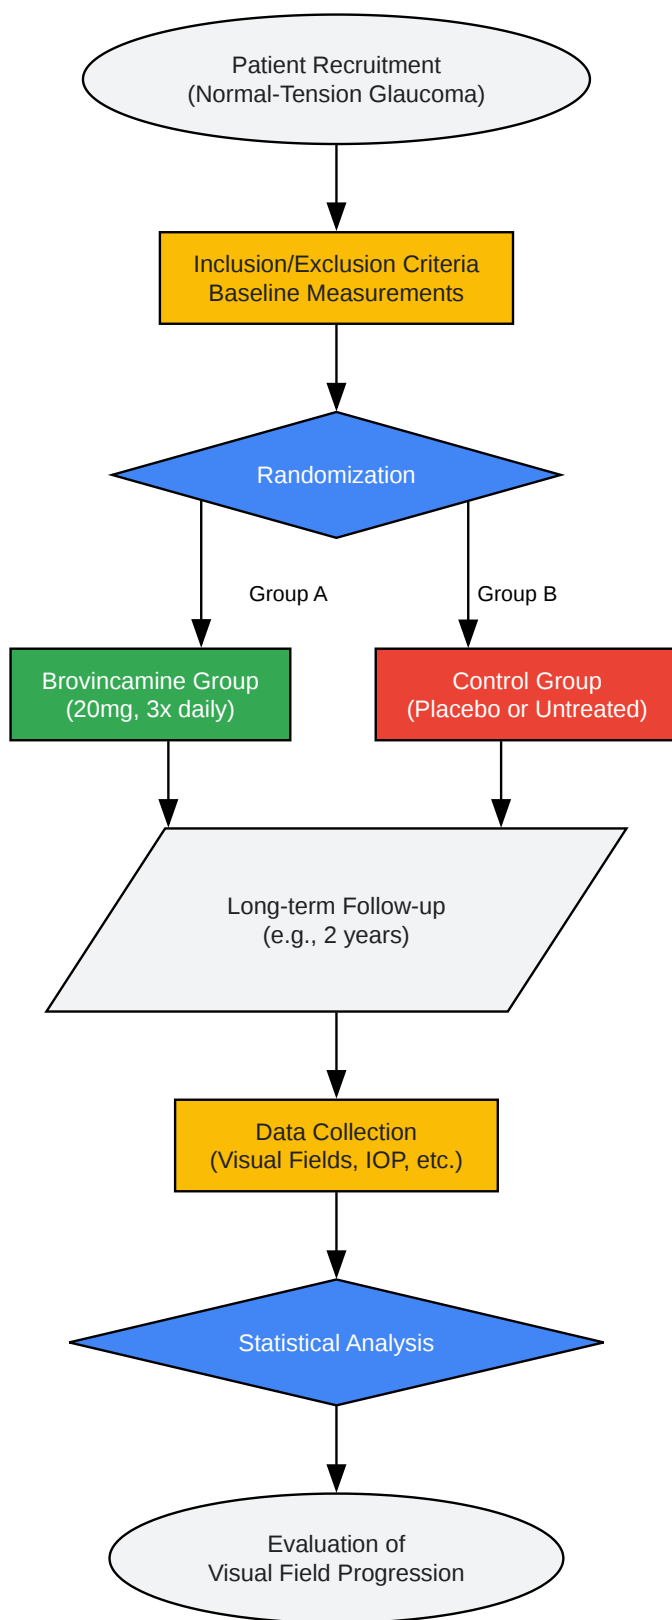 Patient Recruitment
(Normal-Tension Glaucoma)
Inclusion/Exclusion Criteria
Baseline Measurements
Randomization
Group A
Group B
Brovincamine Group
(20mg, 3x daily)
Control Group
(Placebo or Untreated)
Long-term Follow-up
(e.g., 2 years)
Data Collection
(Visual Fields, IOP, etc.)
Statistical Analysis
Evaluation of
Visual Field Progression